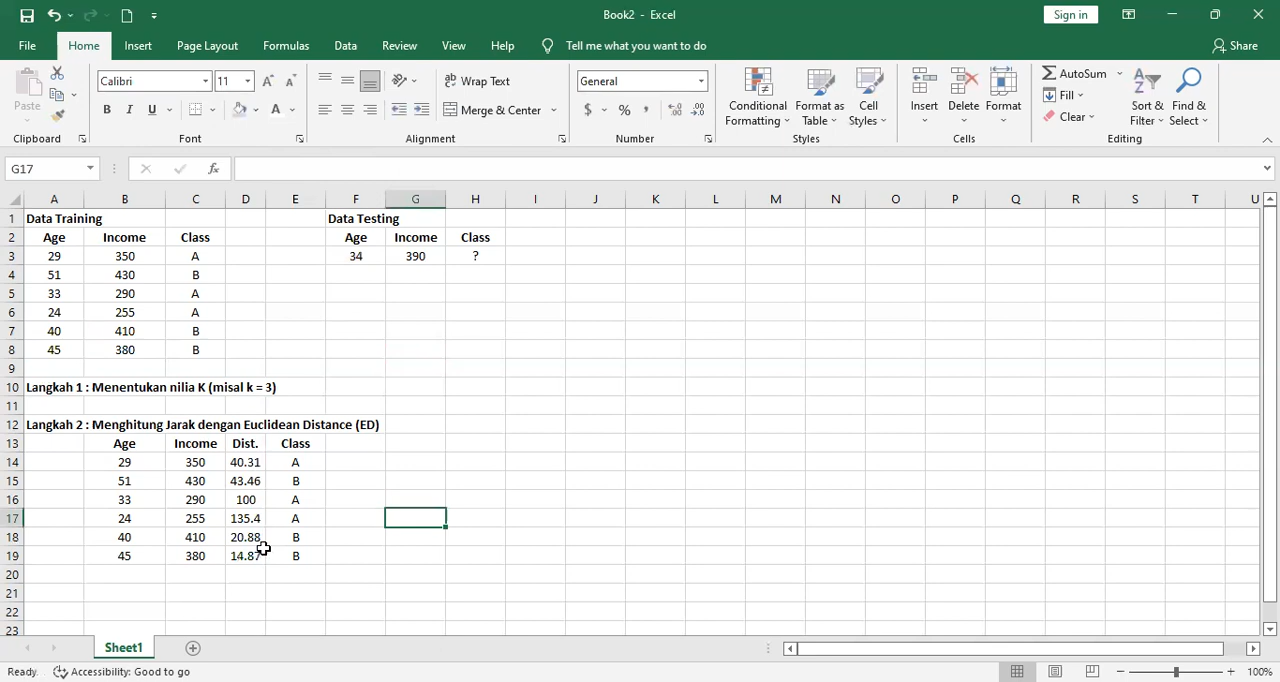 Book2 - Excel
Sign in
File Home Insert Page Layout Formulas Data Review View Help Tell me what you want to do Share
Paste
Clipboard
Calibri 11
B I U A
Font
Wrap Text
Merge & Center
Alignment
General
$ % ,
Number
Conditional Formatting
Format as Table
Cell Styles
Styles
Insert Delete Format
Cells
AutoSum
Fill
Clear
Sort & Filter
Find & Select
Editing
G17 fx
A B C D E F G H I J K L M N O P Q R S T U
1 Data Training Data Testing
2 Age Income Class Age Income Class
3 29 350 A 34 390 ?
4 51 430 B
5 33 290 A
6 24 255 A
7 40 410 B
8 45 380 B
9
10 Langkah 1 : Menentukan nilia K (misal k = 3)
11
12 Langkah 2 : Menghitung Jarak dengan Euclidean Distance (ED)
13 Age Income Dist. Class
14 29 350 40.31 A
15 51 430 43.46 B
16 33 290 100 A
17 24 255 135.4 A
18 40 410 20.88 B
19 45 380 14.87 B
20
21
22
23
Sheet1
Ready Accessibility: Good to go 100%